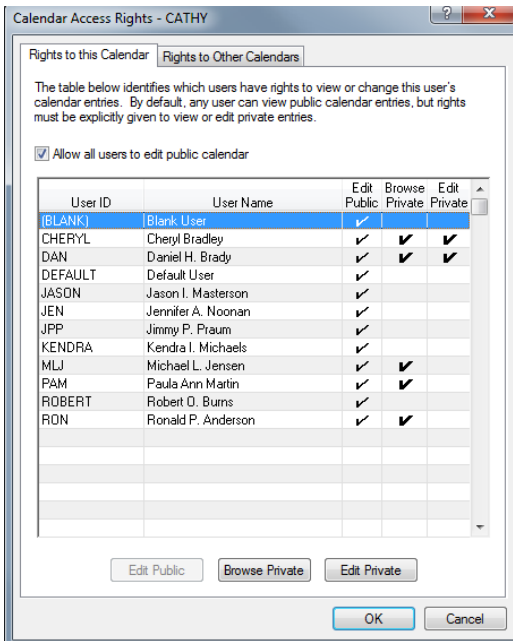 Calendar Access Rights - CATHY
Rights to this Calendar Rights to Other Calendars
The table below identifies which users have rights to view or change this user's
calendar entries. By default, any user can view public calendar entries, but rights
must be explicitly given to view or edit private entries.
Allow all users to edit public calendar
Edit Browse Edit
User ID User Name Public Private Private
(BLANK) Blank User
CHERYL Cheryl Bradley
DAN Daniel H. Brady
DEFAULT Default User
JASON Jason I. Masterson
JEN Jennifer A. Noonan
JPP Jimmy P. Praum
KENDRA Kendra I. Michaels
MLJ Michael L. Jensen
PAM Paula Ann Martin
ROBERT Robert O. Burns
RON Ronald P. Anderson
Edit Public Browse Private Edit Private
OK Cancel